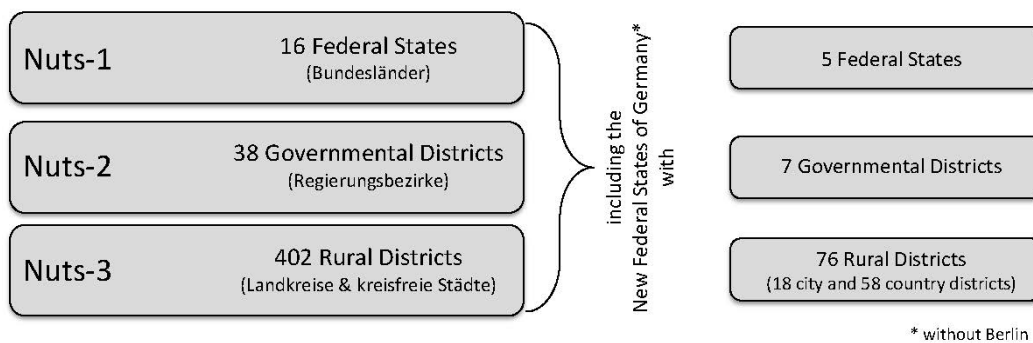 Nuts-1
16 Federal States
(Bundesländer)
Nuts-2
38 Governmental Districts
(Regierungsbezirke)
Nuts-3
402 Rural Districts
(Landkreise & kreisfreie Städte)
including the
New Federal States of Germany*
with
5 Federal States
7 Governmental Districts
76 Rural Districts
(18 city and 58 country districts)
* without Berlin